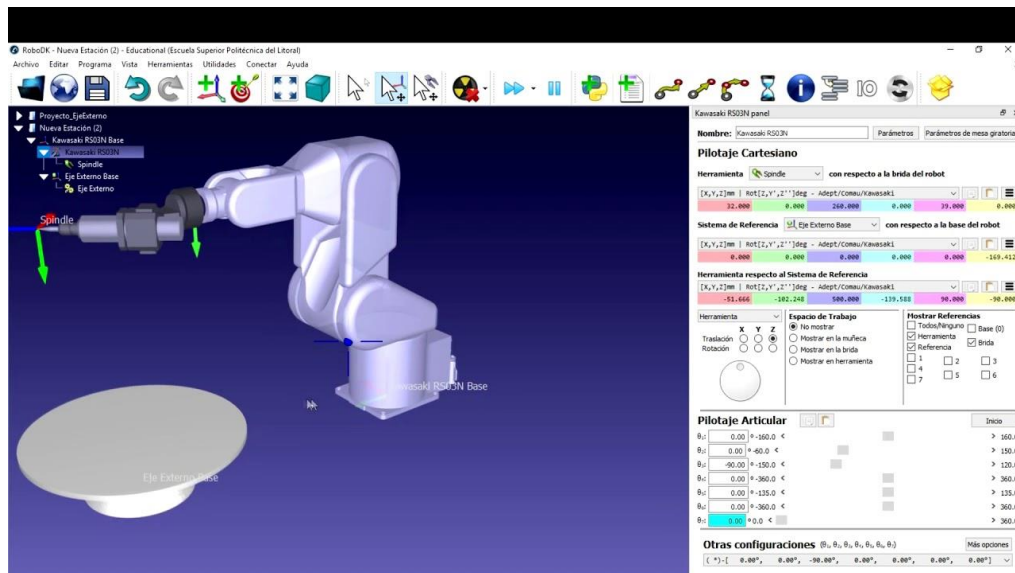 RoboDK - Nueva Estación (2) - Educational (Escuela Superior Politécnica del Litoral)
Archivo Editar Programa Vista Herramientas Utilidades Conectar Ayuda
Proyecto_EjeExterno
Nueva Estación (2)
Kawasaki RS03N Base
Kawasaki RS03N
Spindle
Eje Externo Base
Eje Externo
Spindle
Kawasaki RS03N Base
Eje Externo Base
Kawasaki RS03N panel
Nombre: Kawasaki RS03N Parámetros Parámetros de mesa giratoria
Pilotaje Cartesiano
Herramienta Spindle con respecto a la brida del robot
[X,Y,Z]mm | Rot[Z,Y',Z'']deg - Adept/Comau/Kawasaki
32.000 0.000 260.000 0.000 39.000 0.000
Sistema de Referencia Eje Externo Base con respecto a la base del robot
[X,Y,Z]mm | Rot[Z,Y',Z'']deg - Adept/Comau/Kawasaki
0.000 0.000 0.000 0.000 0.000 -169.412
Herramienta respecto al Sistema de Referencia
[X,Y,Z]mm | Rot[Z,Y',Z'']deg - Adept/Comau/Kawasaki
-51.666 -102.248 500.000 -139.588 90.000 -90.000
Herramienta
X Y Z
Traslación
Rotación
Espacio de Trabajo
No mostrar
Mostrar en la muñeca
Mostrar en la brida
Mostrar en herramienta
Mostrar Referencias
Todos/Ninguno Base (0)
Herramienta Brida
Referencia
1 2 3
4 5 6
7
Pilotaje Articular Inicio
θ₁: 0.00 º -160.0 < > 160.
θ₂: 0.00 º -60.0 < > 150.
θ₃: -90.00 º -150.0 < > 120.
θ₄: 0.00 º -360.0 < > 360.
θ₅: 0.00 º -135.0 < > 135.
θ₆: 0.00 º -360.0 < > 360.
θ₇: 0.00 º 0.0 < > 360.
Otras configuraciones (θ₁, θ₂, θ₃, θ₄, θ₅, θ₆, θ₇) Más opciones
( *)-[ 0.00°, 0.00°, -90.00°, 0.00°, 0.00°, 0.00°, 0.00°]